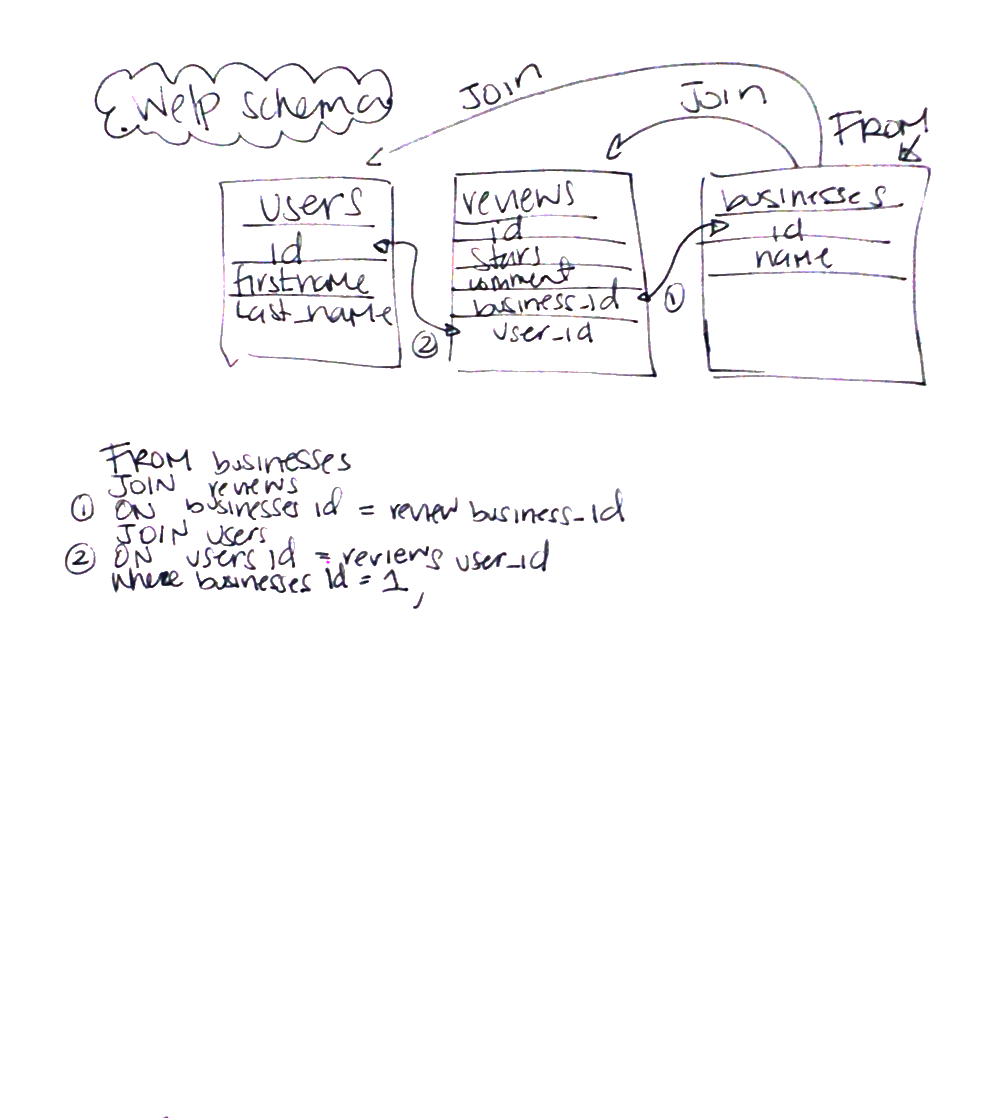 Welp schema
Join
Join
FROM
users
id
firstname
Last_name
reviews
id
stars
comment
business_id
user_id
businesses
id
name
①
②
FROM businesses
JOIN reviews
① ON businesses id = review business_id
JOIN users
② ON users id = reviews user_id
where businesses id = 1,